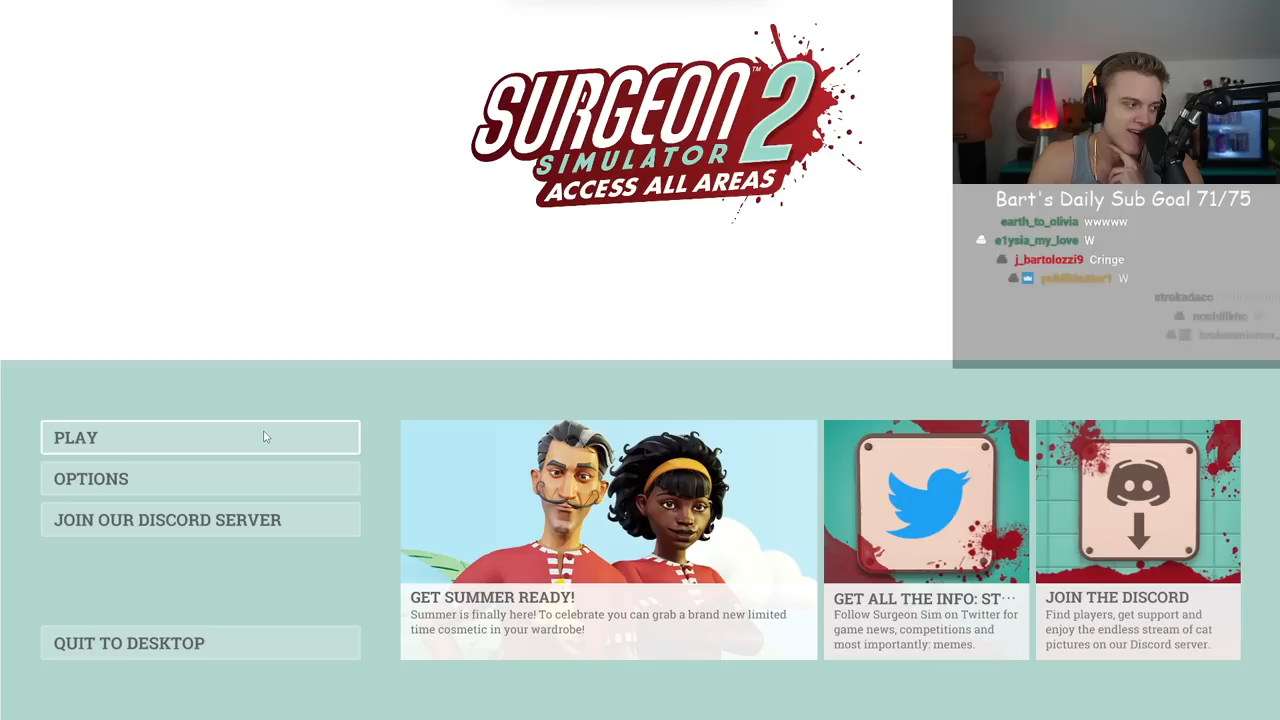 SURGEON
SIMULATOR 2™
ACCESS ALL AREAS
Bart's Daily Sub Goal 71/75
earth_to_olivia wwwww
e1ysia_my_love W
j_bartolozzi9 Cringe
W
PLAY
OPTIONS
JOIN OUR DISCORD SERVER
QUIT TO DESKTOP
GET SUMMER READY!
Summer is finally here! To celebrate you can grab a brand new limited
time cosmetic in your wardrobe!
GET ALL THE INFO: ST···
Follow Surgeon Sim on Twitter for
game news, competitions and
most importantly: memes.
JOIN THE DISCORD
Find players, get support and
enjoy the endless stream of cat
pictures on our Discord server.